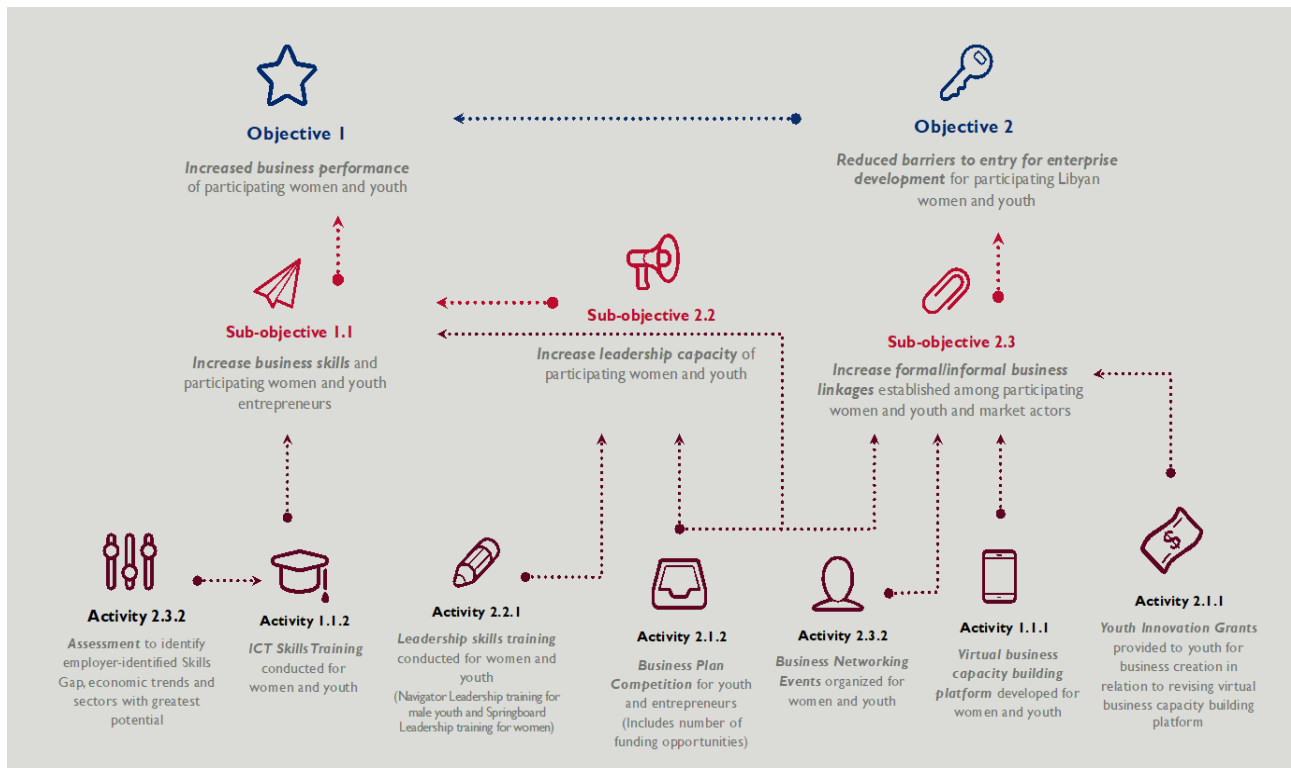 Objective 1
Increased business performance
of participating women and youth
Objective 2
Reduced barriers to entry for enterprise
development for participating Libyan
women and youth
Sub-objective 1.1
Increase business skills and
participating women and youth
entrepreneurs
Sub-objective 2.2
Increase leadership capacity of
participating women and youth
Sub-objective 2.3
Increase formal/informal business
linkages established among participating
women and youth and market actors
Activity 2.3.2
Assessment to identify
employer-identified Skills
Gap, economic trends and
sectors with greatest
potential
Activity 1.1.2
ICT Skills Training
conducted for
women and youth
Activity 2.2.1
Leadership skills training
conducted for women and
youth
(Navigator Leadership training for
male youth and Springboard
Leadership training for women)
Activity 2.1.2
Business Plan
Competition for youth
and entrepreneurs
(Includes number of
funding opportunities)
Activity 2.3.2
Business Networking
Events organized for
women and youth
Activity 1.1.1
Virtual business
capacity building
platform developed for
women and youth
$
Activity 2.1.1
Youth Innovation Grants
provided to youth for
business creation in
relation to revising virtual
business capacity building
platform